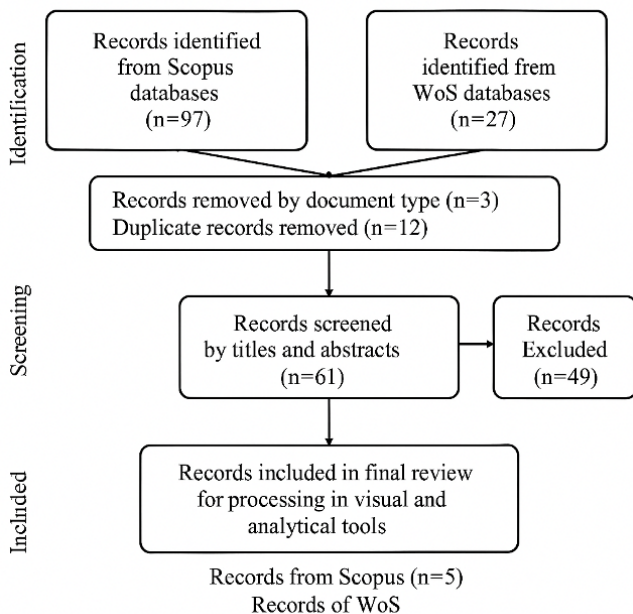 Identification
Records identified
from Scopus
databases
(n=97)
Records
identified frem
WoS databases
(n=27)
Records removed by document type (n=3)
Duplicate records removed (n=12)
Screening
Records screened
by titles and abstracts
(n=61)
Records
Excluded
(n=49)
Included
Records included in final review
for processing in visual and
analytical tools
Records from Scopus (n=5)
Records of WoS